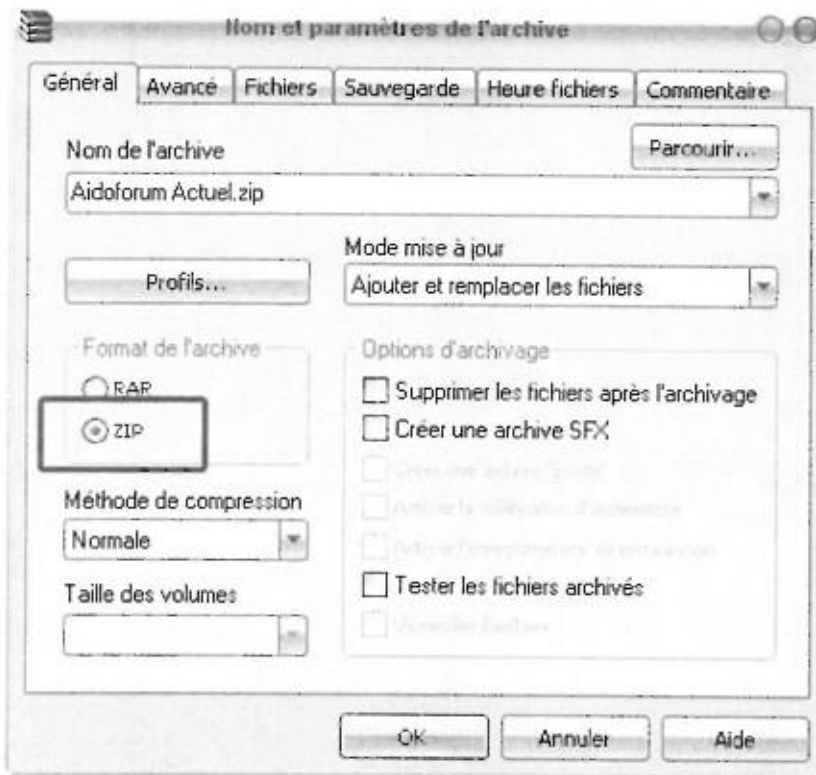 Nom et paramètres de l'archive
Général Avancé Fichiers Sauvegarde Heure fichiers Commentaire
Nom de l'archive
Parcourir...
Aidoforum Actuel.zip
Mode mise à jour
Profils...
Ajouter et remplacer les fichiers
Format de l'archive
Options d'archivage
RAR
Supprimer les fichiers après l'archivage
ZIP
Créer une archive SFX
Méthode de compression
Normale
Tester les fichiers archivés
Taille des volumes
OK Annuler Aide